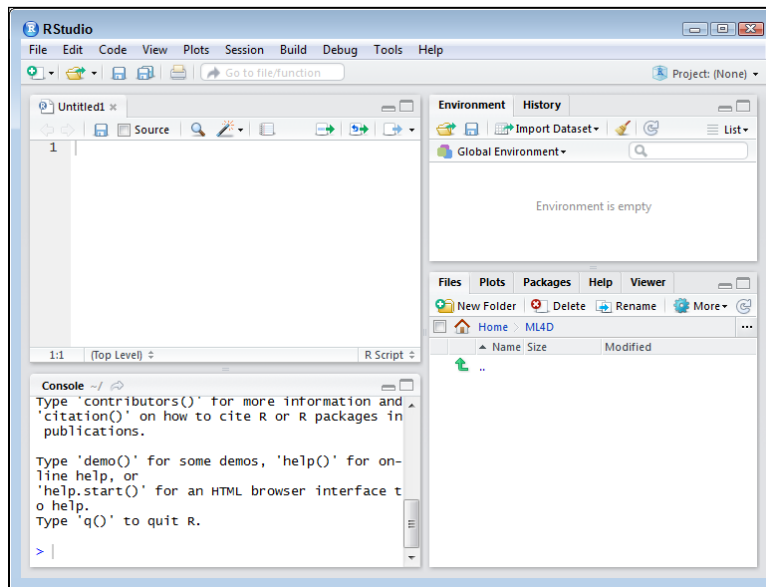 RStudio
File Edit Code View Plots Session Build Debug Tools Help
Go to file/function
Project: (None)
Untitled1
Source
1
1:1 (Top Level) R Script
Console ~/
Type 'contributors()' for more information and
'citation()' on how to cite R or R packages in
publications.
Type 'demo()' for some demos, 'help()' for on-
line help, or
'help.start()' for an HTML browser interface t
o help.
Type 'q()' to quit R.
>
Environment History
Import Dataset List
Global Environment
Environment is empty
Files Plots Packages Help Viewer
New Folder Delete Rename More
Home ML4D ...
Name Size Modified
..